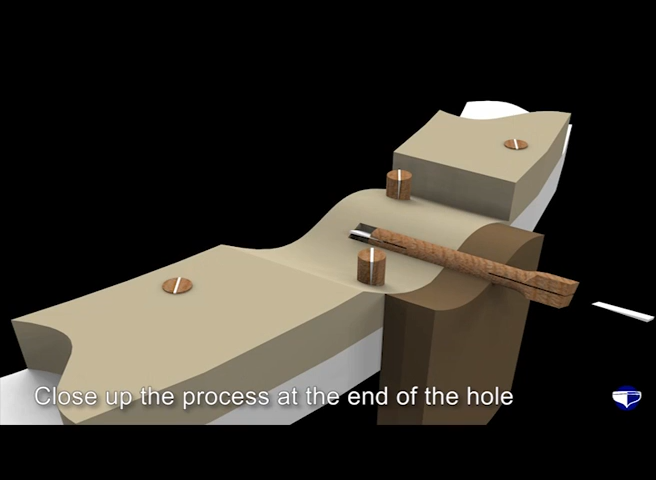 Close up the process at the end of the hole